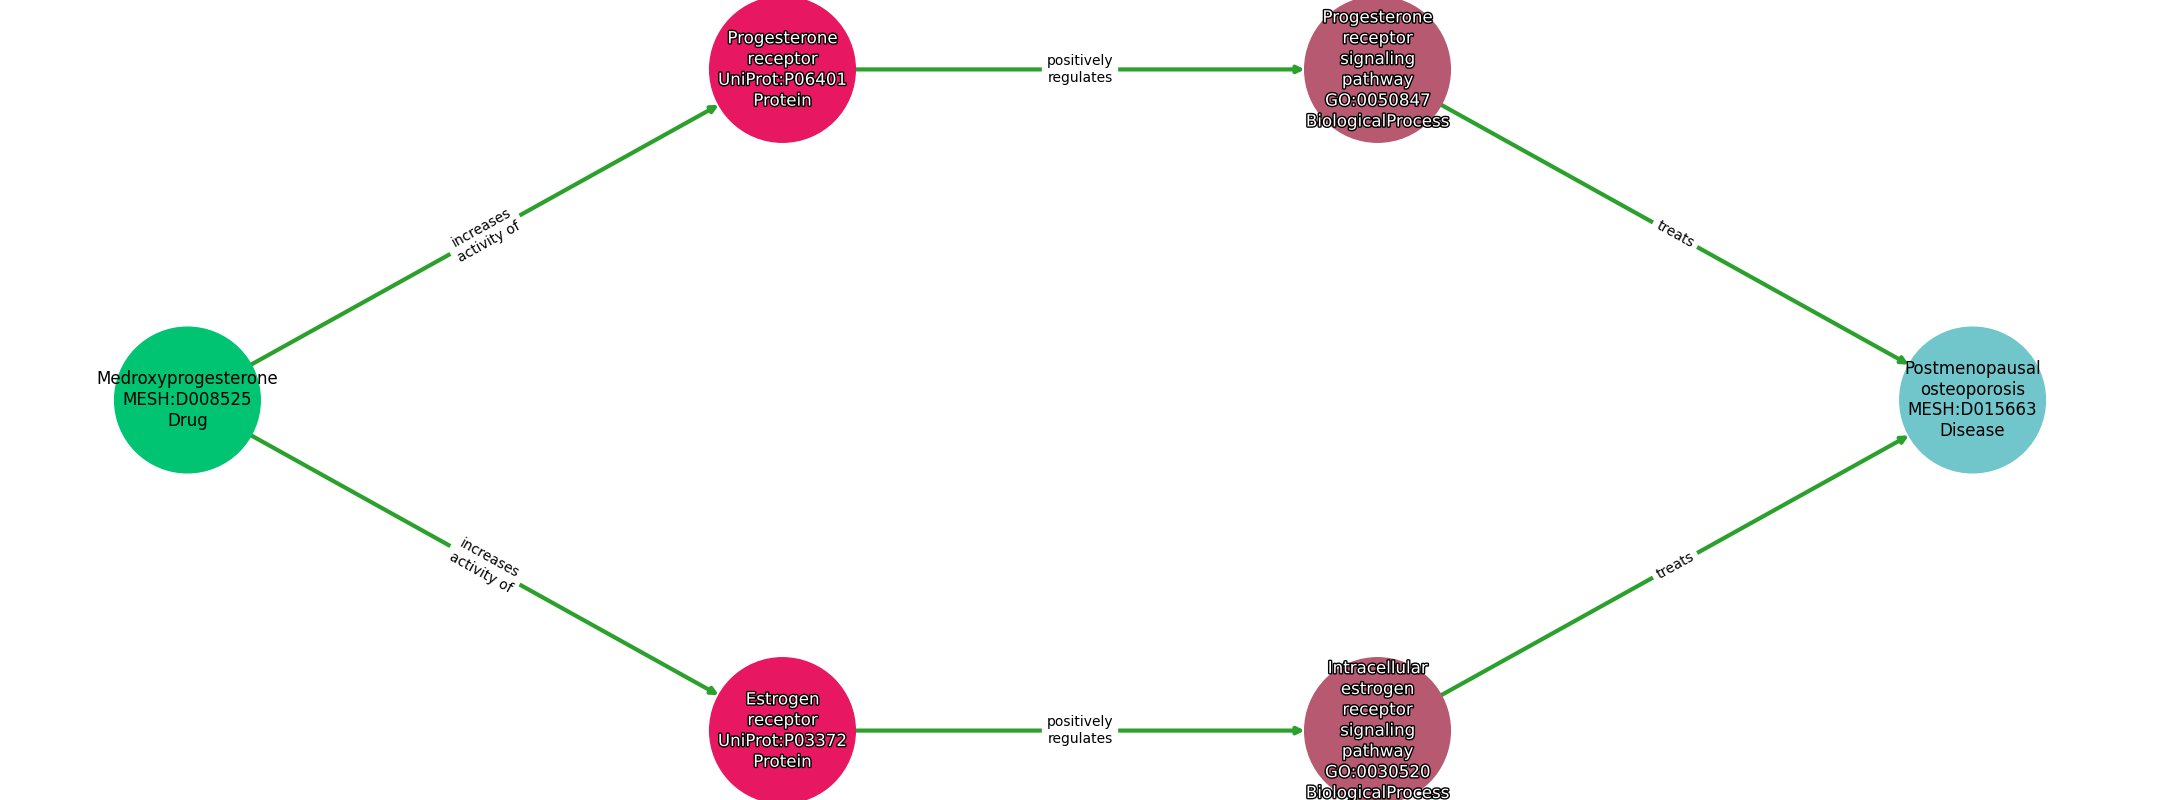 Progesterone
receptor
UniProt:P06401
Protein
positively
regulates
Progesterone
receptor
signaling
pathway
GO:0050847
BiologicalProcess
increases
activity of
treats
Medroxyprogesterone
MESH:D008525
Drug
Postmenopausal
osteoporosis
MESH:D015663
Disease
increases
activity of
treats
Estrogen
receptor
UniProt:P03372
Protein
positively
regulates
Intracellular
estrogen
receptor
signaling
pathway
GO:0030520
BiologicalProcess